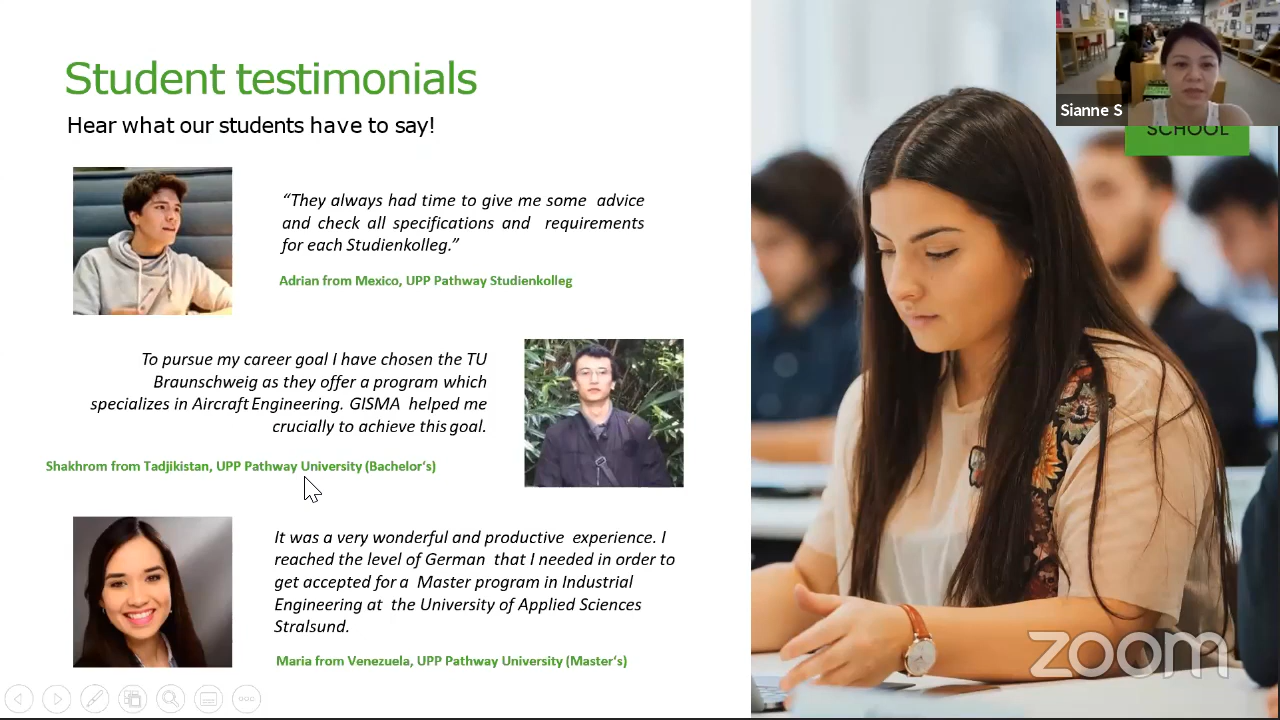 Student testimonials
Hear what our students have to say!
“They always had time to give me some advice
and check all specifications and requirements
for each Studienkolleg.”
Adrian from Mexico, UPP Pathway Studienkolleg
To pursue my career goal I have chosen the TU
Braunschweig as they offer a program which
specializes in Aircraft Engineering. GISMA helped me
crucially to achieve this goal.
Shakhrom from Tadjikistan, UPP Pathway University (Bachelor‘s)
It was a very wonderful and productive experience. I
reached the level of German that I needed in order to
get accepted for a Master program in Industrial
Engineering at the University of Applied Sciences
Stralsund.
Maria from Venezuela, UPP Pathway University (Master‘s)
Sianne S
SCHOOL
zoom